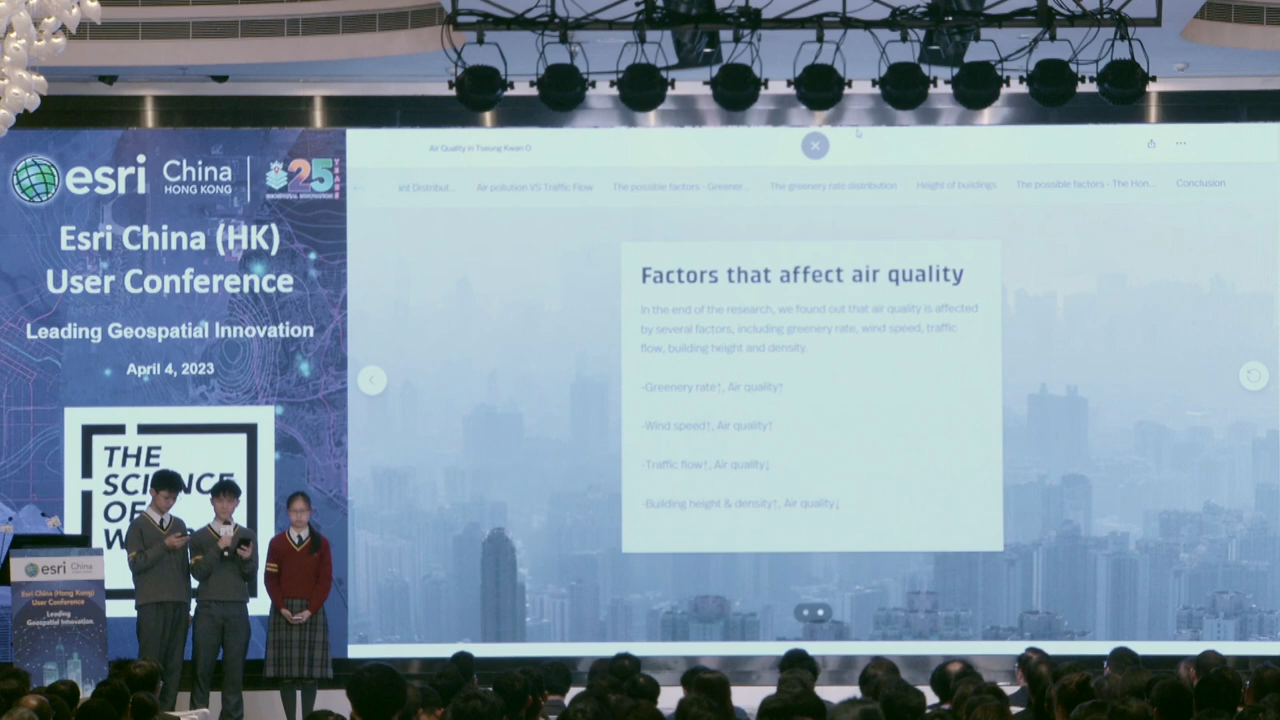 esri China
HONG KONG
25
YEARS
Esri China (HK)
User Conference
Leading Geospatial Innovation
April 4, 2023
THE
SCIENCE
OF
W
esri China
Esri China (Hong Kong)
User Conference
Leading
Geospatial Innovation
Air Quality in Tseung Kwan O
int Distribut... Air pollution VS Traffic Flow The possible factors - Greener... The greenery rate distribution Height of buildings The possible factors - The Hon... Conclusion
Factors that affect air quality
In the end of the research, we found out that air quality is affected
by several factors, including greenery rate, wind speed, traffic
flow, building height and density.
-Greenery rate↑, Air quality↑
-Wind speed↑, Air quality↑
-Traffic flow↑, Air quality↓
-Building height & density↑, Air quality↓